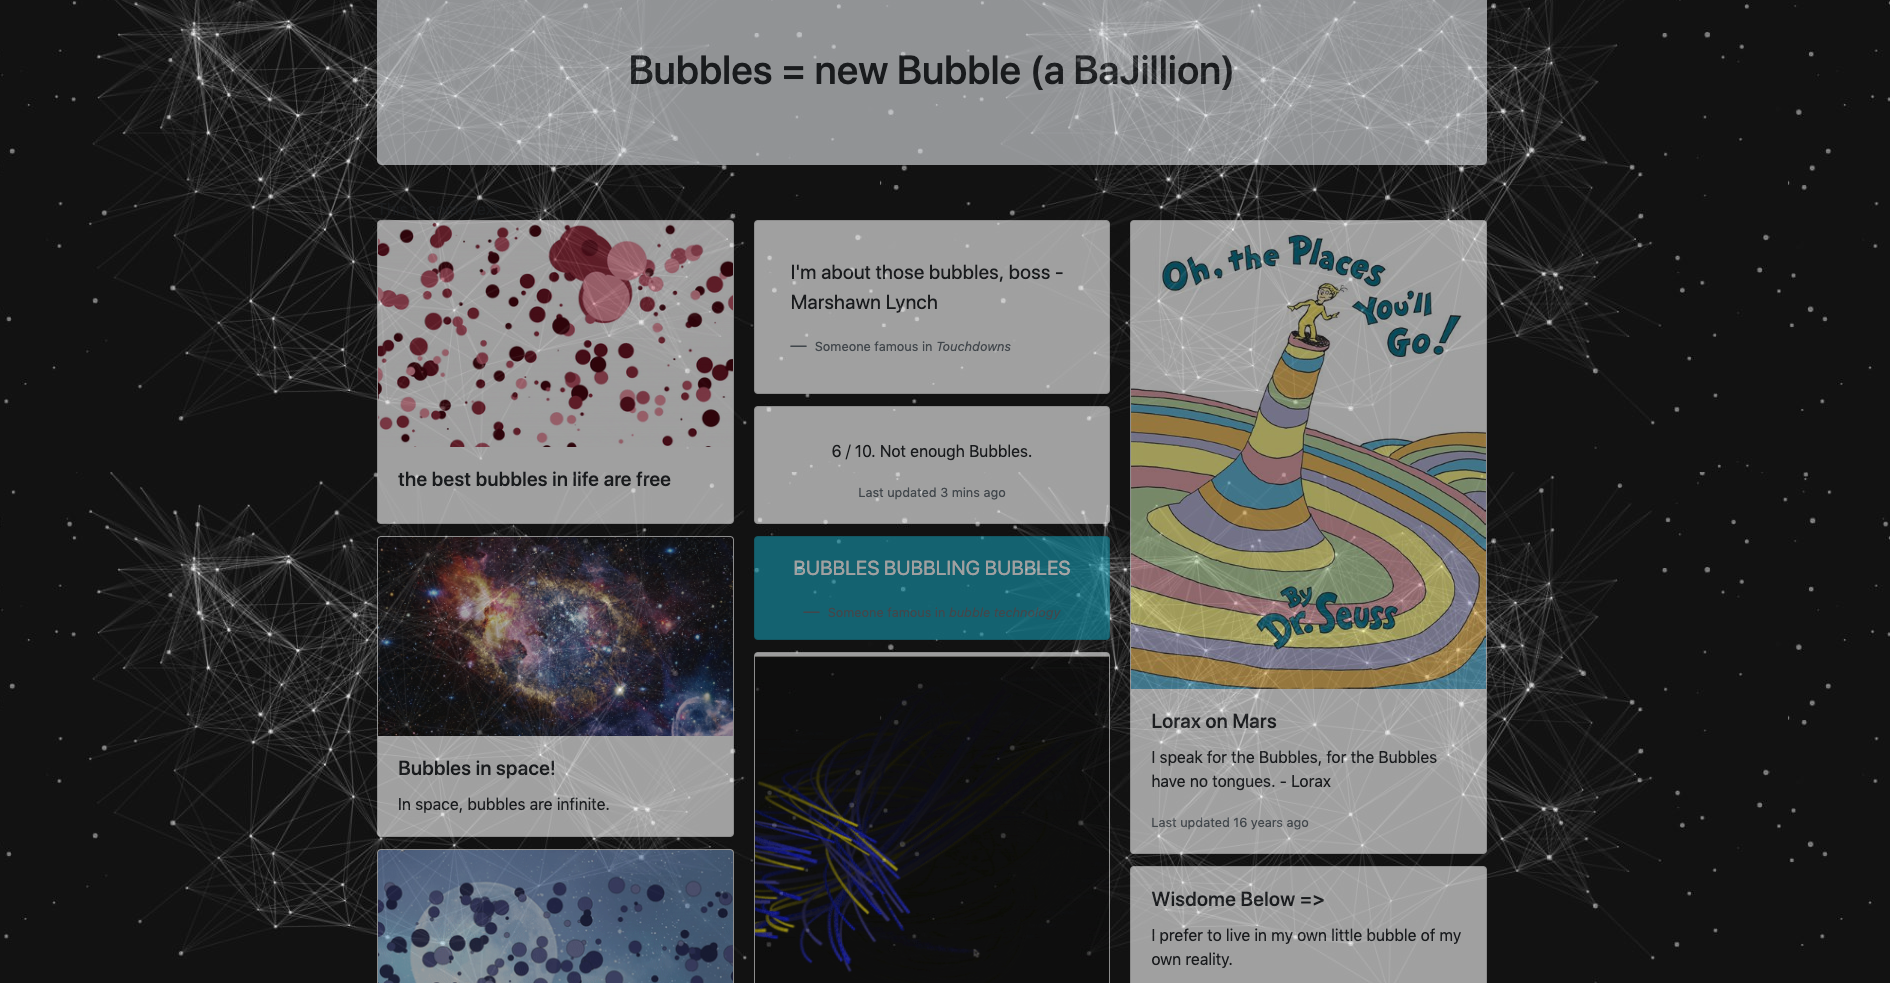 Bubbles = new Bubble (a BaJillion)
the best bubbles in life are free
Bubbles in space!
In space, bubbles are infinite.
I'm about those bubbles, boss -
Marshawn Lynch
— Someone famous in Touchdowns
6 / 10. Not enough Bubbles.
Last updated 3 mins ago
BUBBLES BUBBLING BUBBLES
— Someone famous in bubble
Oh, the Places
You'll
Go!
By
Dr. Seuss
Lorax on Mars
I speak for the Bubbles, for the Bubbles
have no tongues. - Lorax
Last updated 16 years ago
Wisdome Below =>
I prefer to live in my own little bubble of my
own reality.